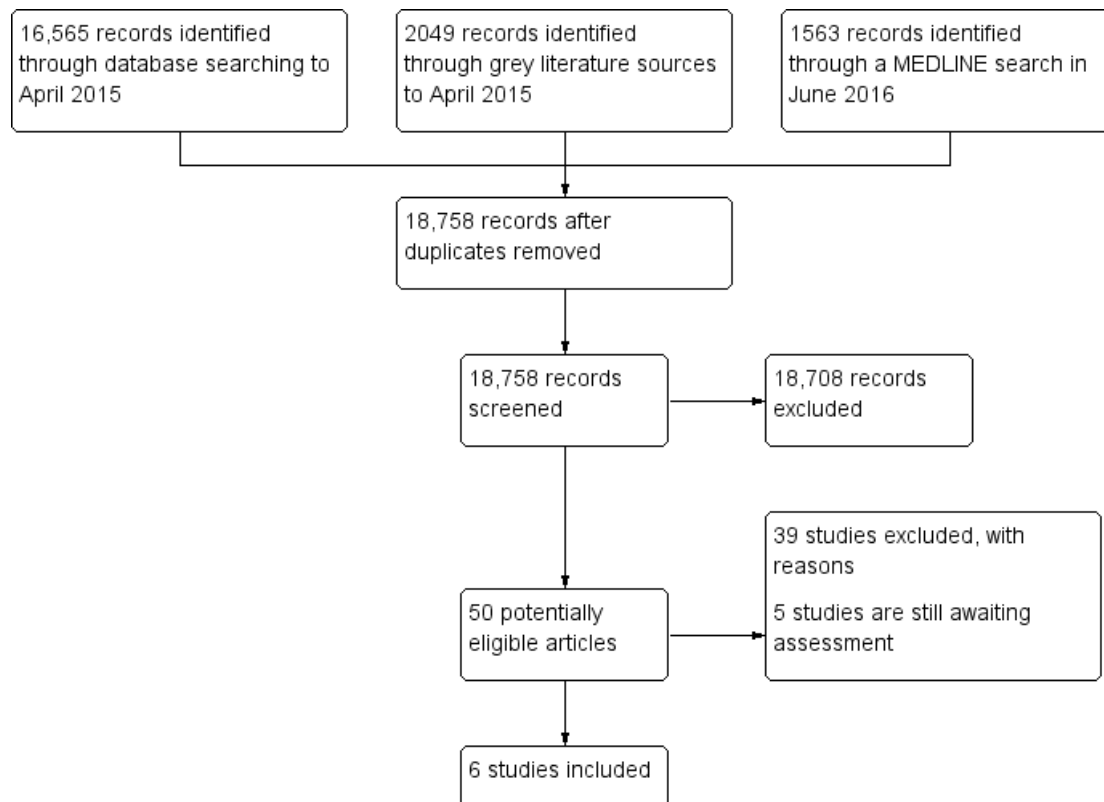 16,565 records identified
through database searching to
April 2015
2049 records identified
through grey literature sources
to April 2015
1563 records identified
through a MEDLINE search in
June 2016
18,758 records after
duplicates removed
18,758 records
screened
18,708 records
excluded
50 potentially
eligible articles
39 studies excluded, with
reasons
5 studies are still awaiting
assessment
6 studies included